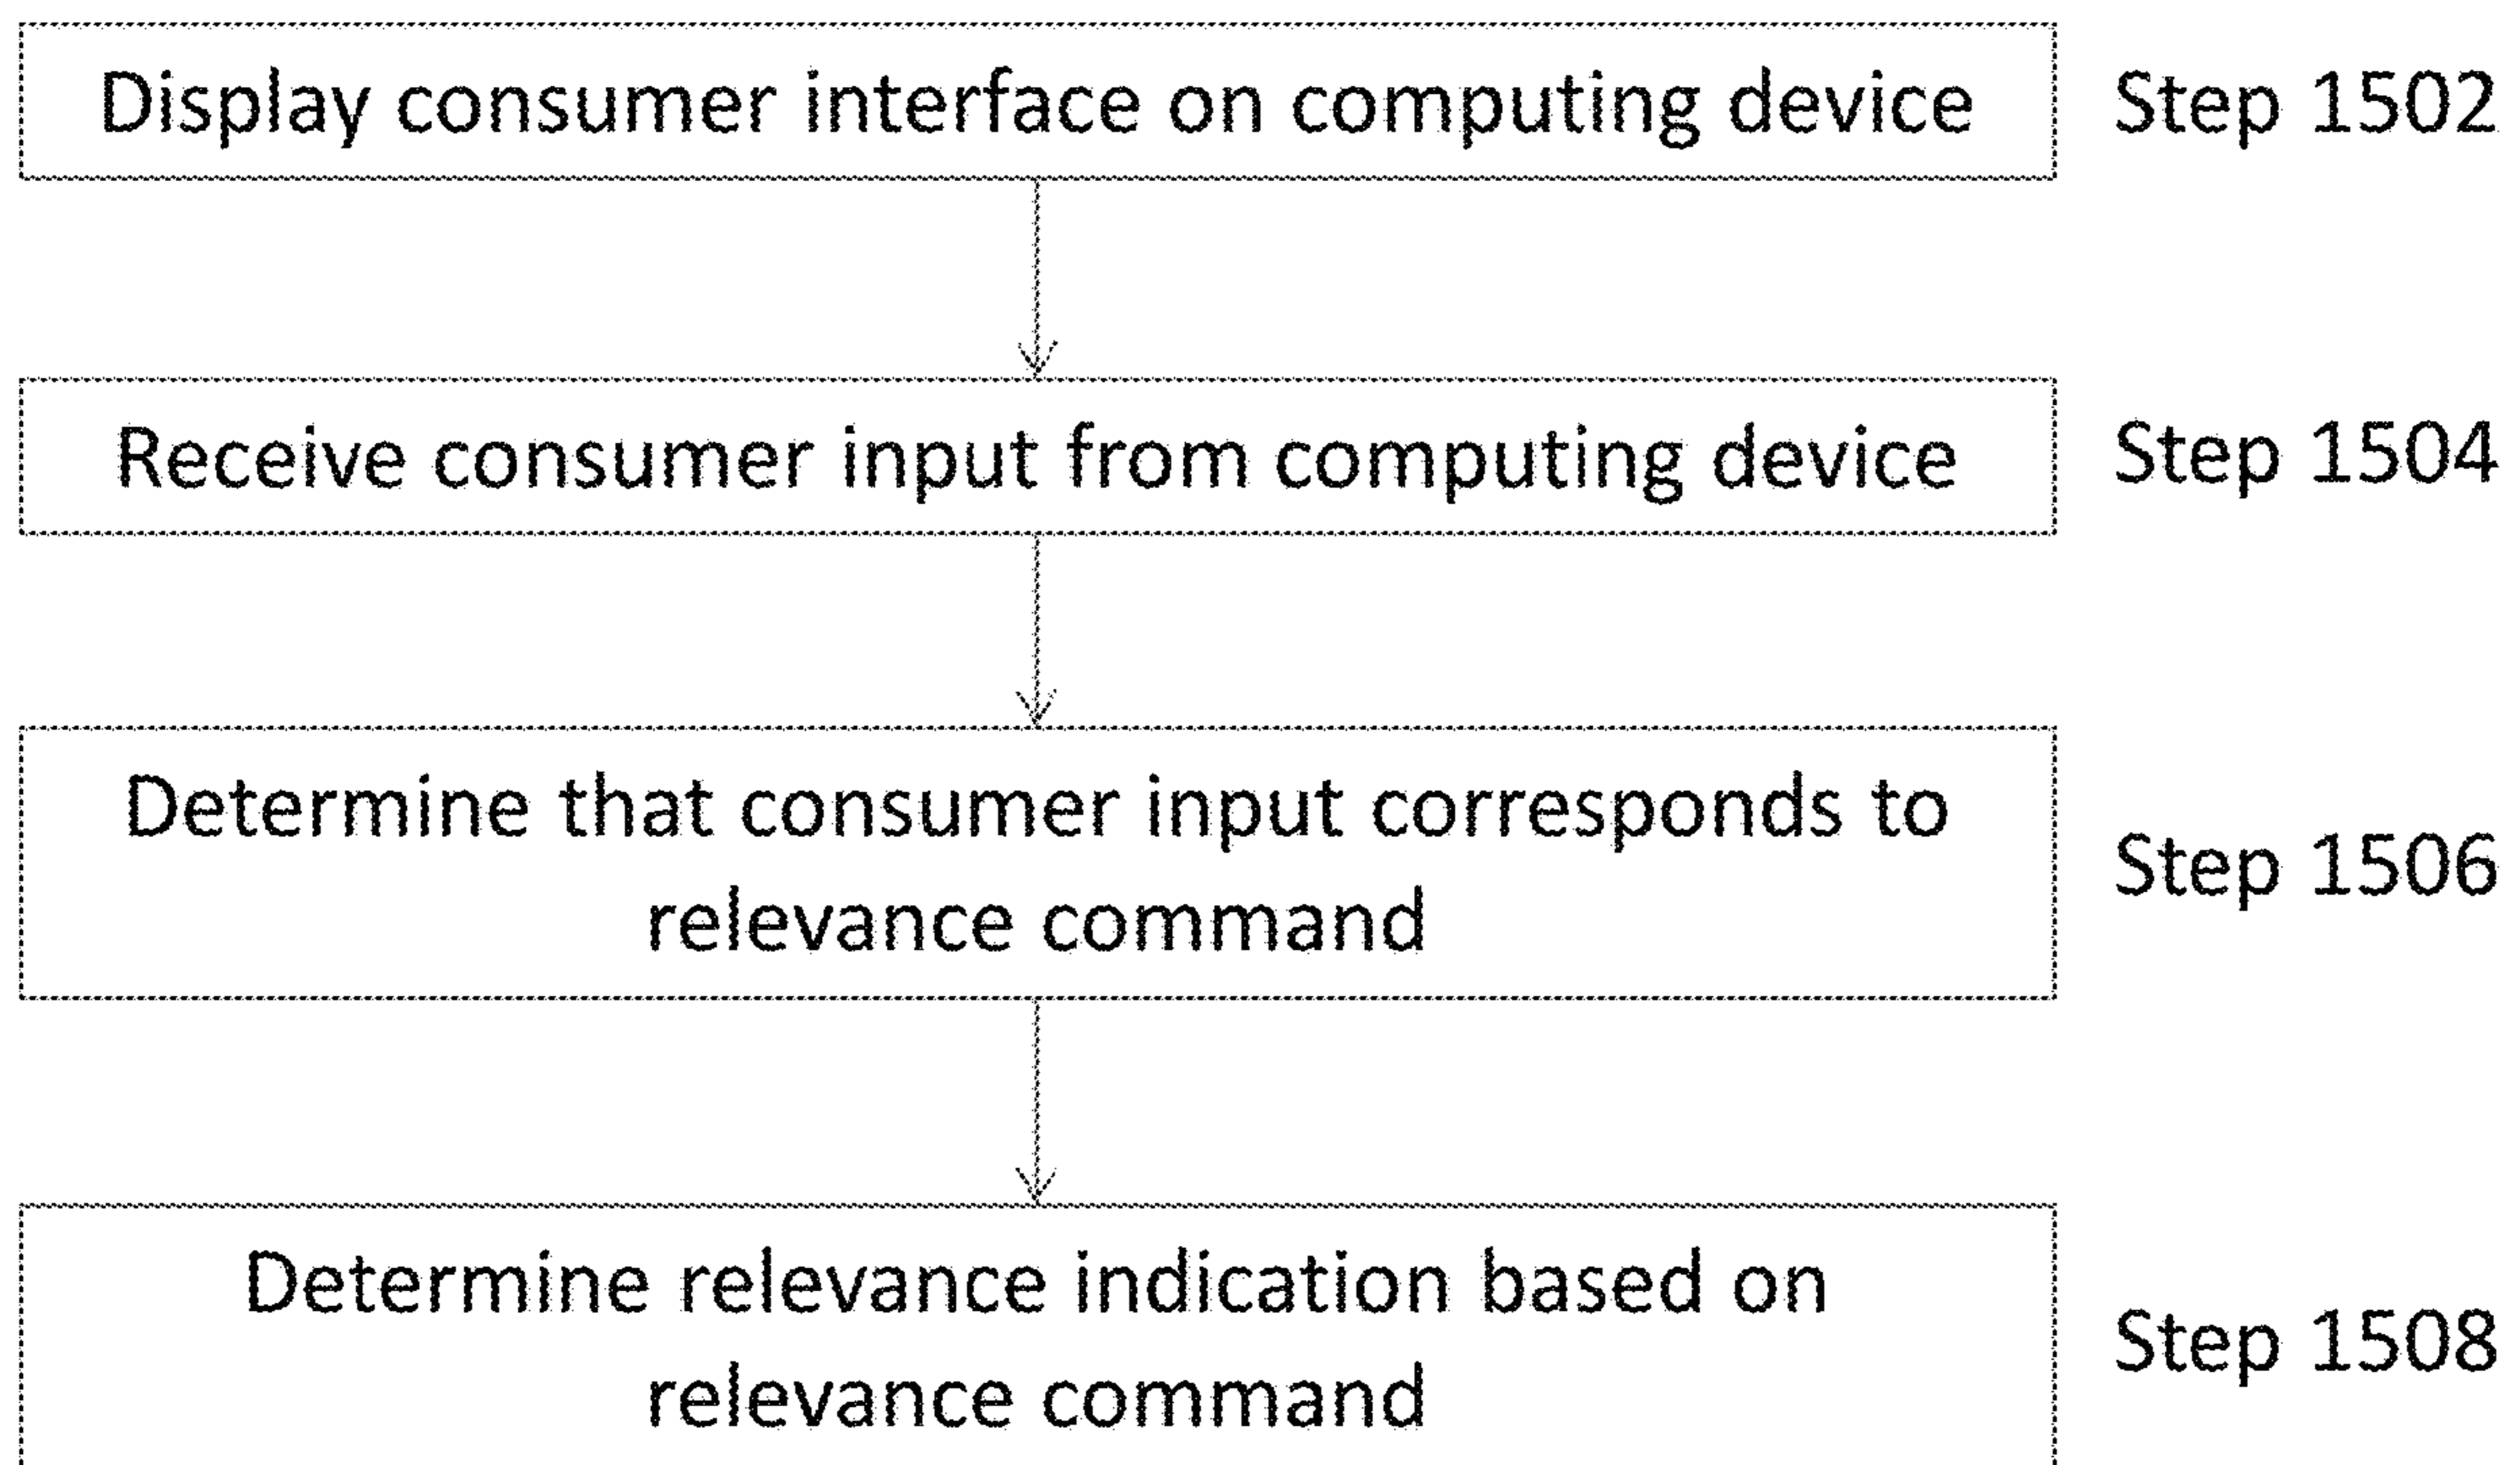 Display consumer interface on computing device Step 1502
Receive consumer input from computing device Step 1504
Determine that consumer input corresponds to
relevance command
Step 1506
Determine relevance indication based on
relevance command
Step 1508